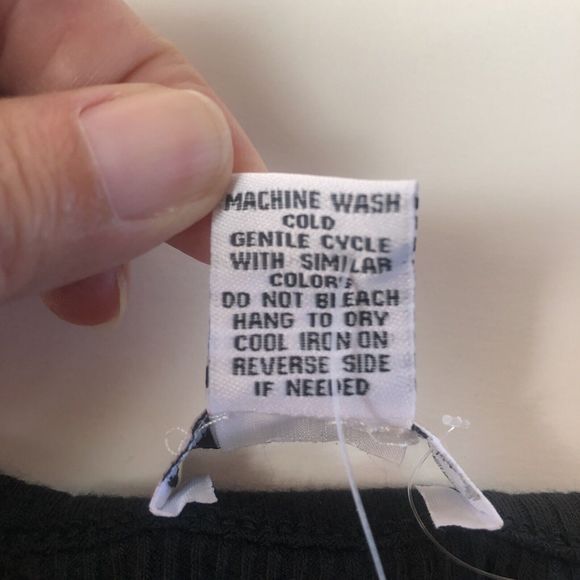 MACHINE WASH
COLD
GENTLE CYCLE
WITH SIMILAR
COLOR'S
DO NOT BLEACH
HANG TO DRY
COOL IRON ON
REVERSE SIDE
IF NEEDED